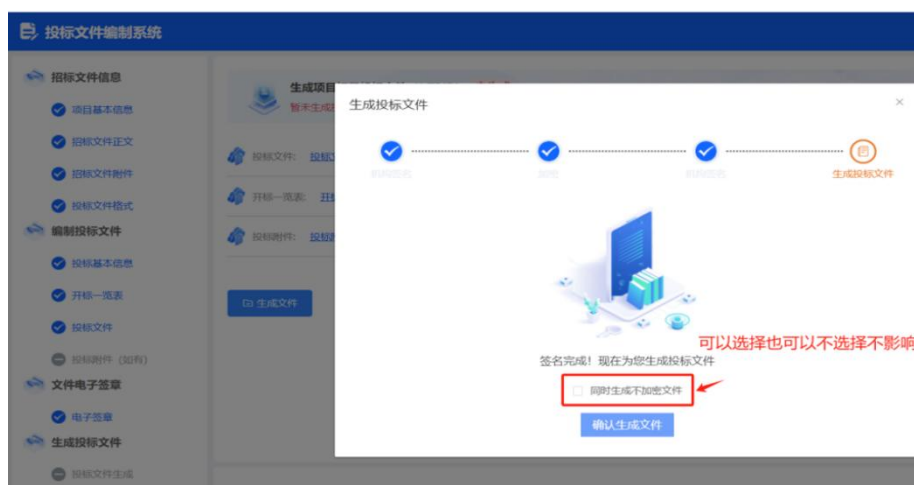 投标文件编制系统
招标文件信息
项目基本信息
招标文件正文
招标文件附件
投标文件格式
编制投标文件
投标基本信息
开标一览表
投标文件
投标附件（如有）
文件电子签章
电子签章
生成投标文件
投标文件生成
生成项目
暂未生成
投标文件：
开标一览表：
投标附件：
生成文件
生成投标文件
×
生成投标文件
可以选择也可以不选择不影响
签名完成！现在为您生成投标文件
同时生成不加密文件
确认生成文件